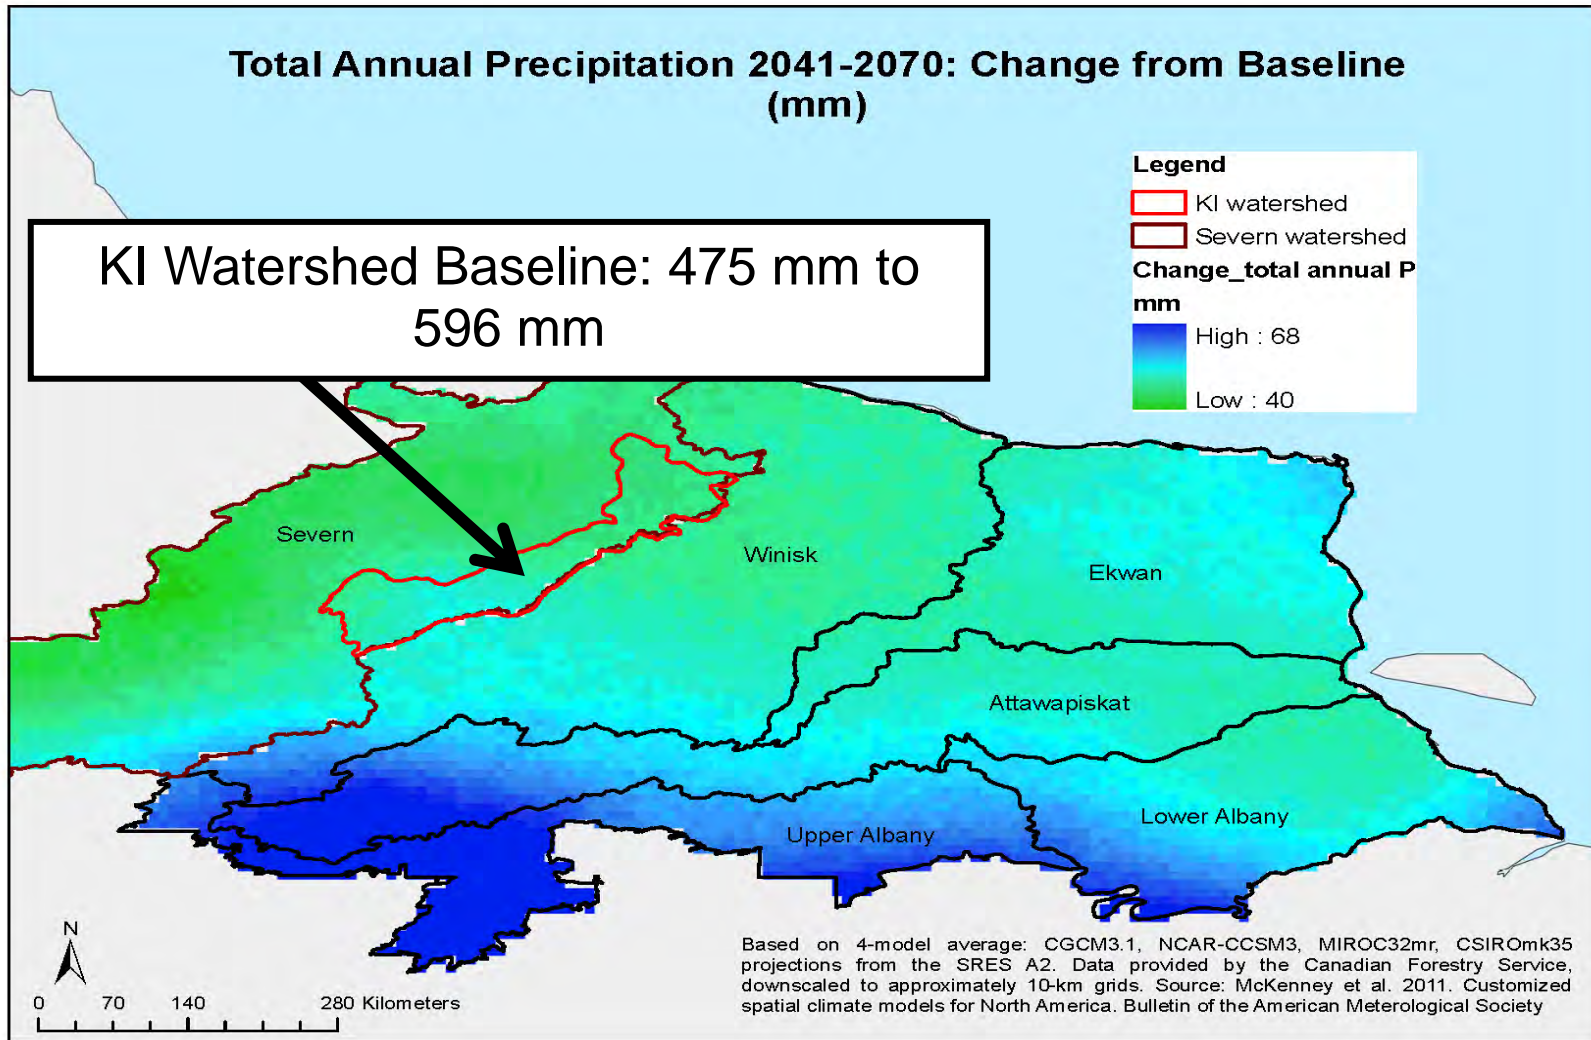 Total Annual Precipitation 2041-2070: Change from Baseline
(mm)
Legend
KI watershed
Severn watershed
Change_total annual P
mm
High : 68
Low : 40
KI Watershed Baseline: 475 mm to
596 mm
Severn
Winisk
Ekwan
Attawapiskat
Lower Albany
Upper Albany
N
0 70 140 280 Kilometers
Based on 4-model average: CGCM3.1, NCAR-CCSM3, MIROC32mr, CSIROmk35
projections from the SRES A2. Data provided by the Canadian Forestry Service,
downscaled to approximately 10-km grids. Source: McKenney et al. 2011. Customized
spatial climate models for North America. Bulletin of the American Meterological Society